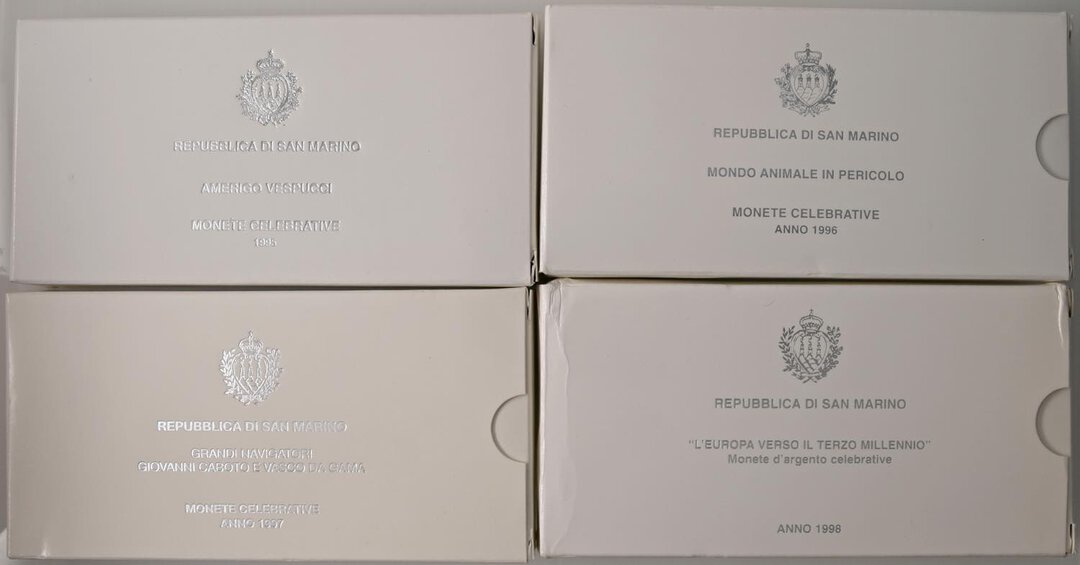 REPUBBLICA DI SAN MARINO
AMERIGO VESPUCCI
MONETE CELEBRATIVE
1995
REPUBBLICA DI SAN MARINO
MONDO ANIMALE IN PERICOLO
MONETE CELEBRATIVE
ANNO 1996
REPUBBLICA DI SAN MARINO
GRANDI NAVIGATORI
GIOVANNI CABOTO E VASCO DA GAMA
MONETE CELEBRATIVE
ANNO 1997
REPUBBLICA DI SAN MARINO
“L'EUROPA VERSO IL TERZO MILLENNIO”
Monete d'argento celebrative
ANNO 1998